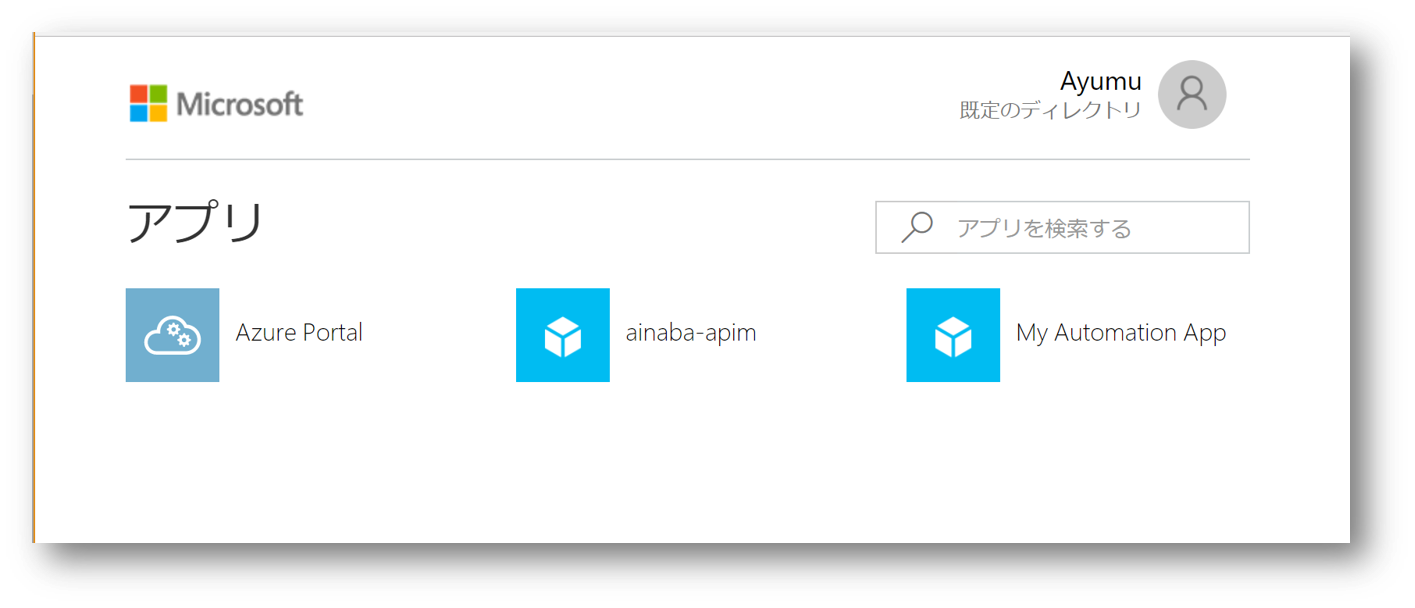 Microsoft
Ayumu
既定のディレクトリ
アプリ
アプリを検索する
Azure Portal
ainaba-apim
My Automation App